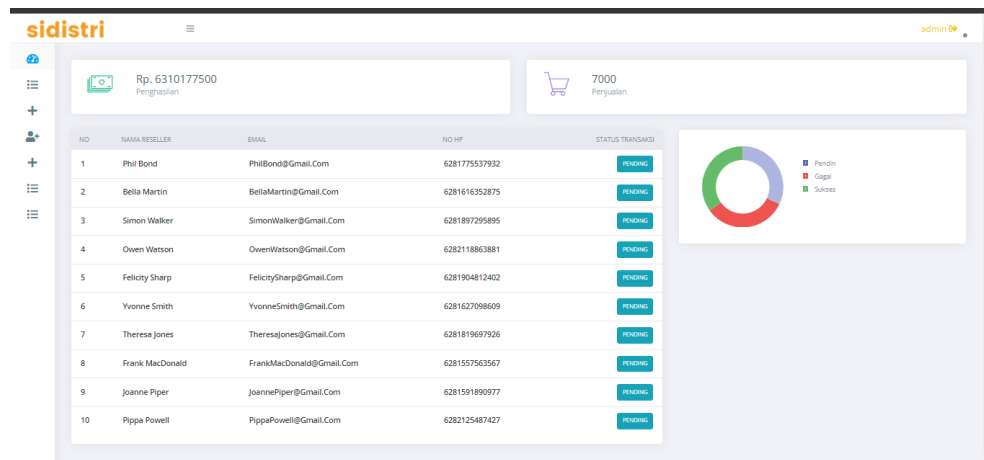 sidistri
admin
Rp. 6310177500
Penghasilan
7000
Penjualan
NO NAMA RESELLER EMAIL NO HP STATUS TRANSAKSI
1 Phil Bond PhilBond@Gmail.Com 6281775537932 PENDING
2 Bella Martin BellaMartin@Gmail.Com 6281616352875 PENDING
3 Simon Walker SimonWalker@Gmail.Com 6281897295895 PENDING
4 Owen Watson OwenWatson@Gmail.Com 6282118863881 PENDING
5 Felicity Sharp FelicitySharp@Gmail.Com 6281904812402 PENDING
6 Yvonne Smith YvonneSmith@Gmail.Com 6281627098609 PENDING
7 Theresa Jones TheresaJones@Gmail.Com 6281819697926 PENDING
8 Frank MacDonald FrankMacDonald@Gmail.Com 6281557563567 PENDING
9 Joanne Piper JoannePiper@Gmail.Com 6281591890977 PENDING
10 Pippa Powell PippaPowell@Gmail.Com 6282125487427 PENDING
Pendin
Gagal
Sukses